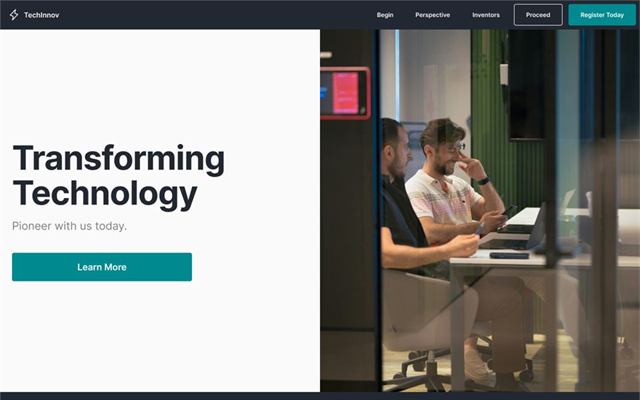 TechInnov
Begin
Perspective
Inventors
Proceed
Register Today
Transforming
Technology
Pioneer with us today.
Learn More